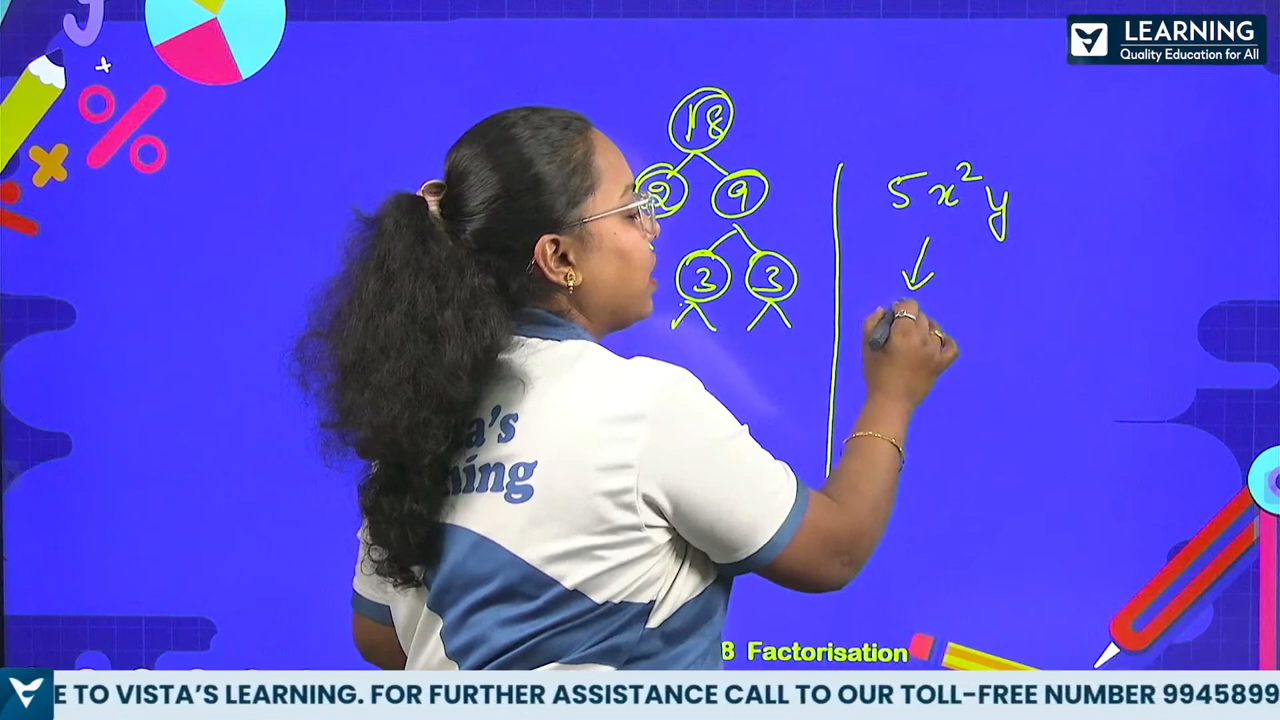 LEARNING
Quality Education for All
18
9
3 3
5x²y
a's
ning
8 Factorisation
E TO VISTA'S LEARNING. FOR FURTHER ASSISTANCE CALL TO OUR TOLL-FREE NUMBER 9945899